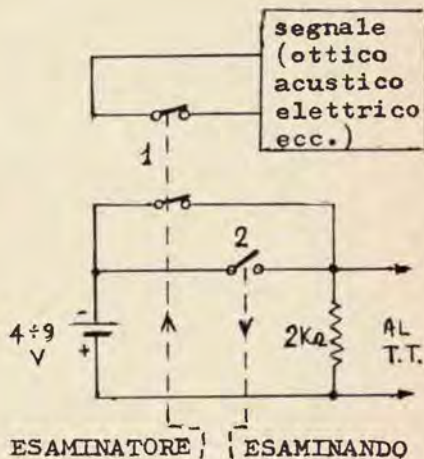 segnale
(ottico
acustico
elettrico
ecc.)
1
2
-
4÷9
V
+
2KΩ
AL
T.T.
ESAMINATORE
ESAMINANDO